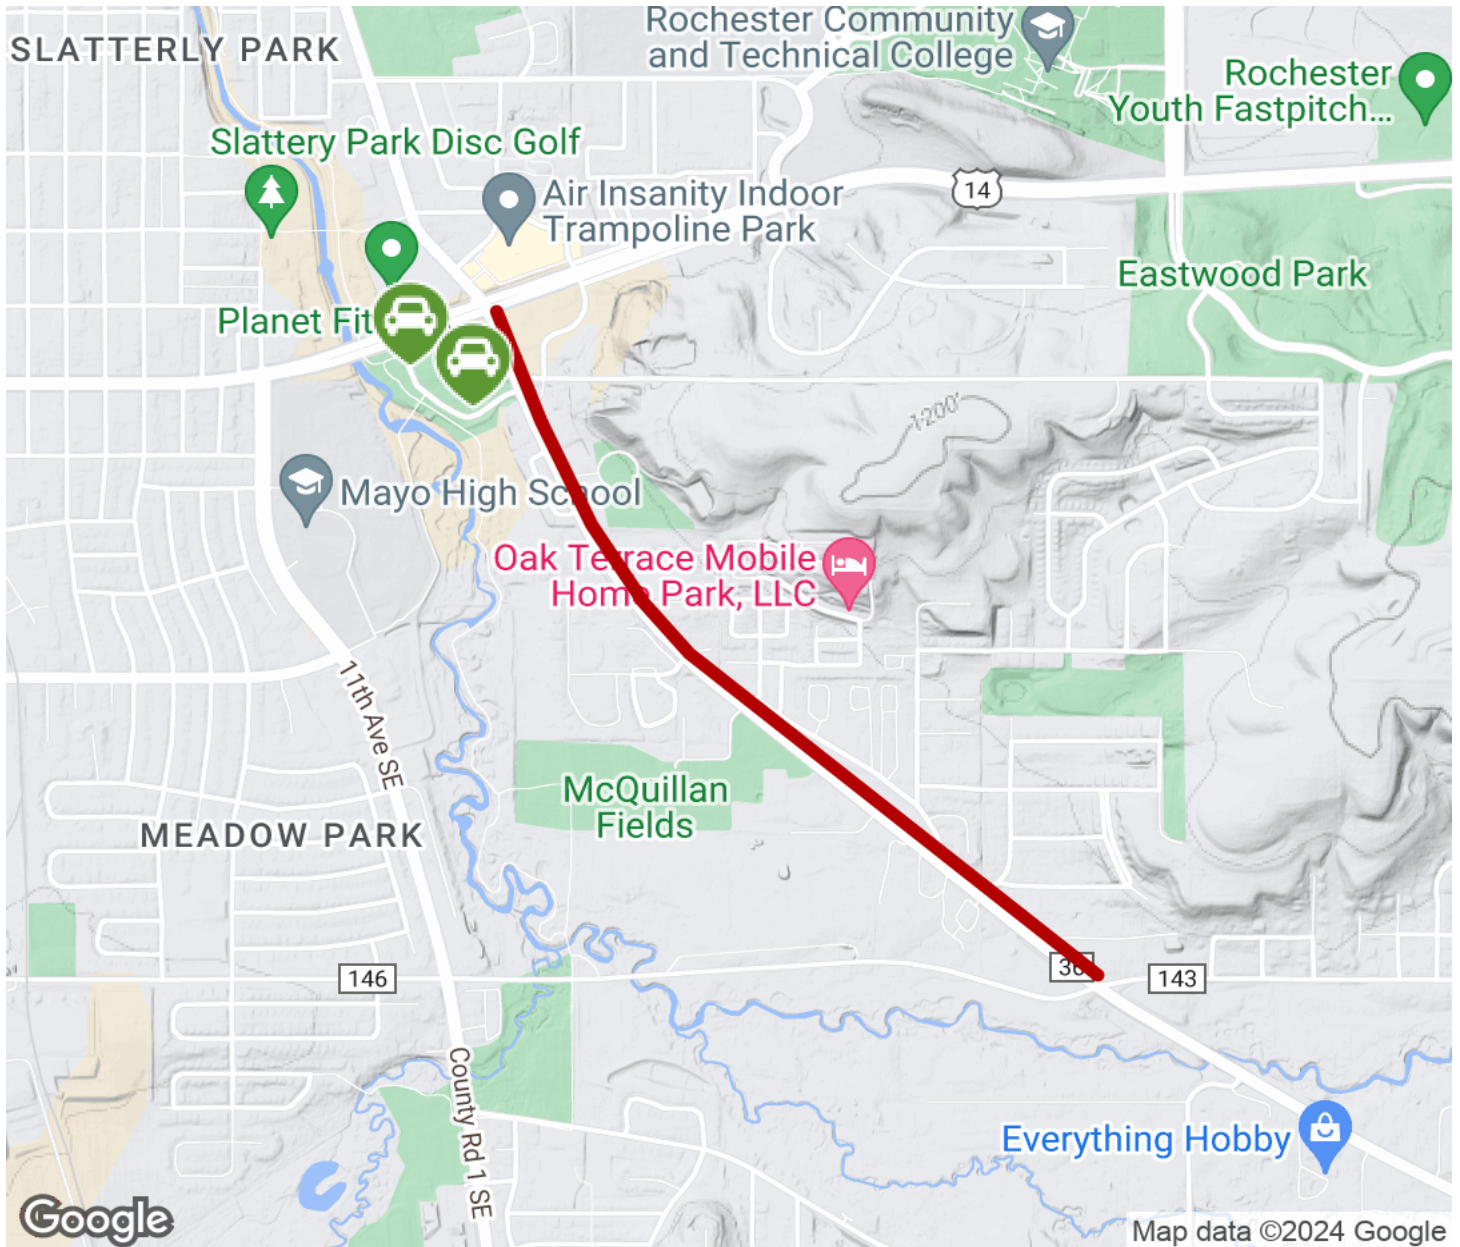 Rochester Community
and Technical College
SLATTERLY PARK
Rochester
Youth Fastpitch...
Slattery Park Disc Golf
Air Insanity Indoor
Trampoline Park
14
Eastwood Park
Planet Fit
1200'
Mayo High School
Oak Terrace Mobile
Home Park, LLC
11th Ave SE
McQuillan
Fields
MEADOW PARK
146
36
143
County Rd 1 SE
Everything Hobby
Google
Map data ©2024 Google